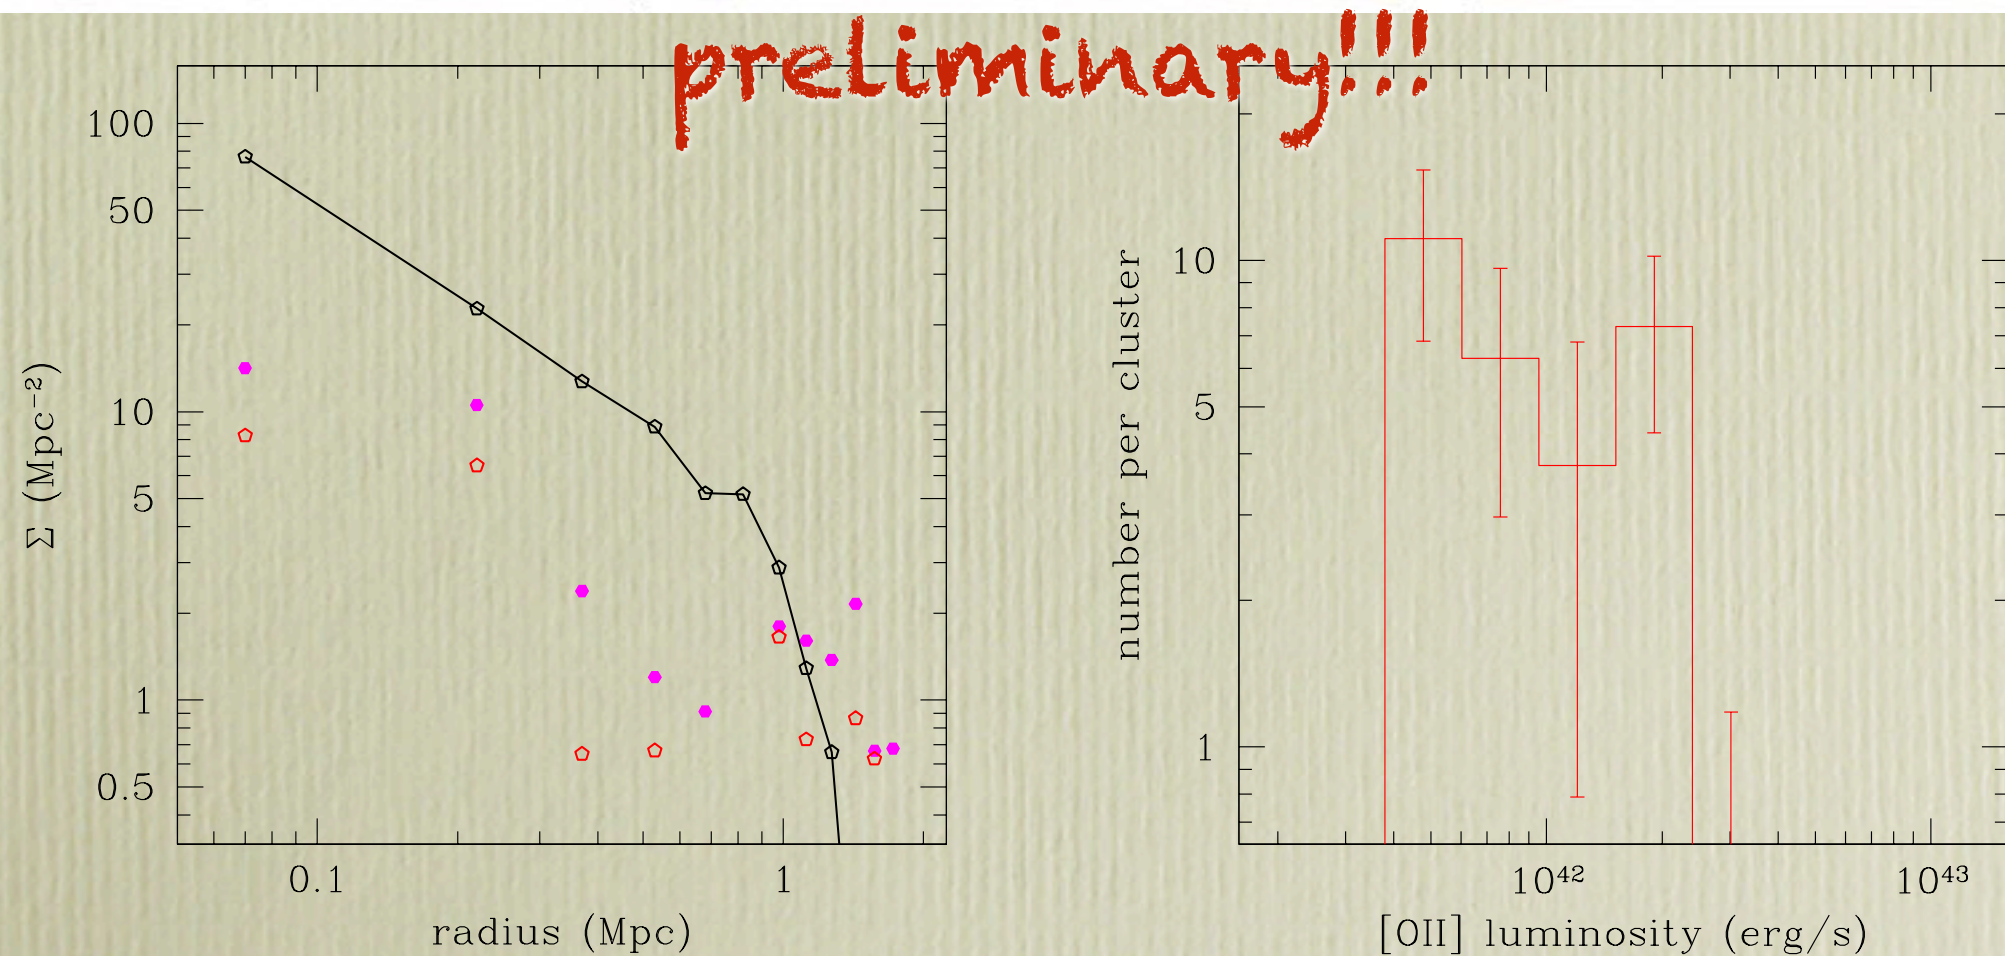 preliminary!!!
100
50
10
5
1
0.5
Σ (Mpc⁻²)
0.1
1
radius (Mpc)
10
5
1
number per cluster
10⁴²
10⁴³
[OII] luminosity (erg/s)